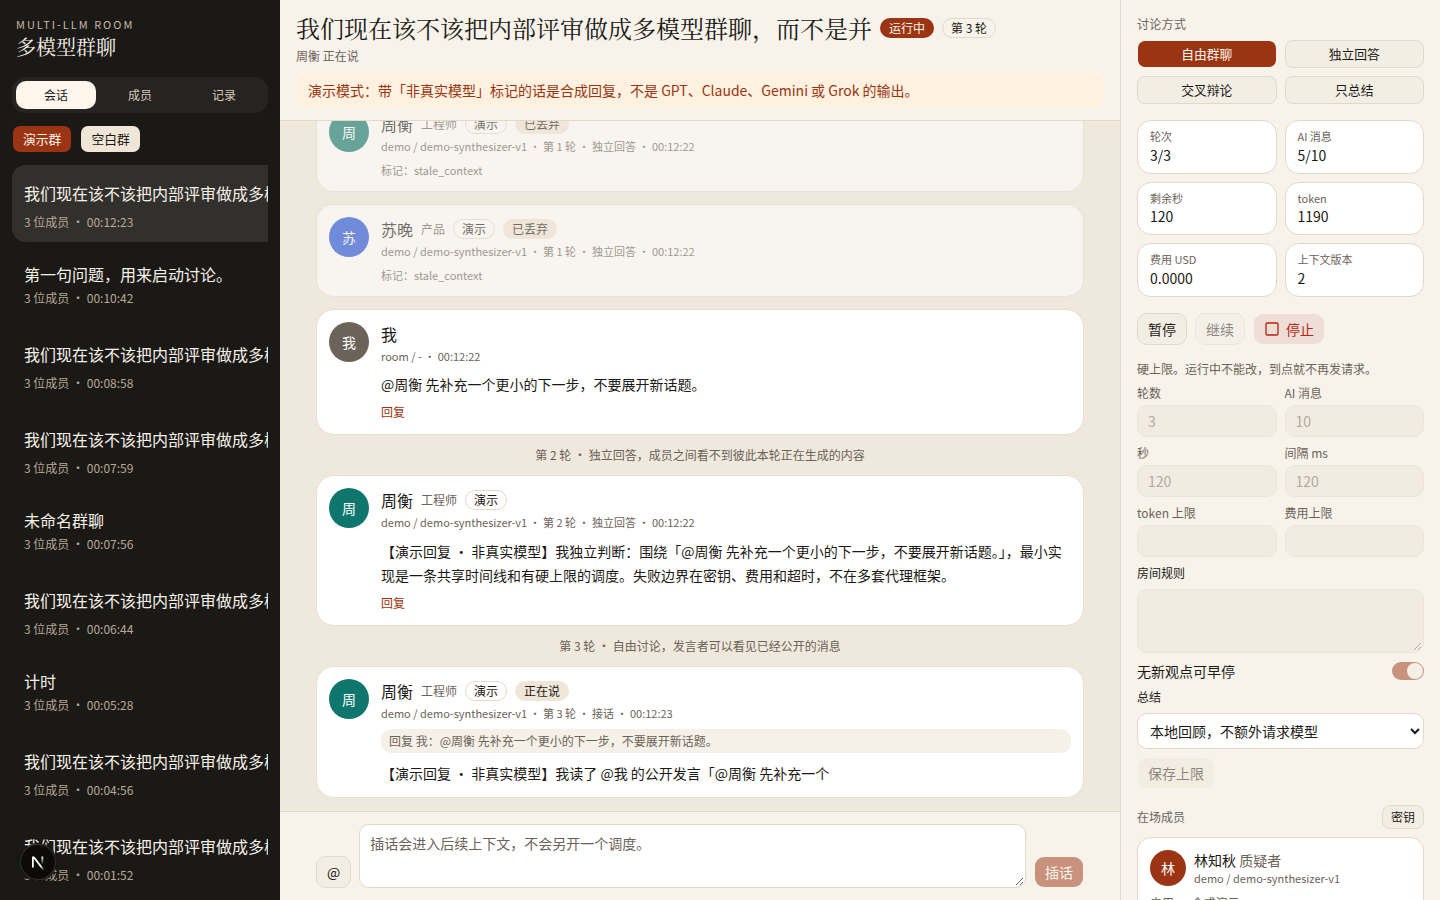 MULTI-LLM ROOM
多模型群聊
会话
成员
记录
演示群
空白群
我们现在该不该把内部评审做成多
3 位成员 · 00:12:23
第一句问题，用来启动讨论。
3 位成员 · 00:10:42
我们现在该不该把内部评审做成多
3 位成员 · 00:08:58
我们现在该不该把内部评审做成多
3 位成员 · 00:07:59
未命名群聊
3 位成员 · 00:07:56
我们现在该不该把内部评审做成多
3 位成员 · 00:06:44
计时
3 位成员 · 00:05:28
我们现在该不该把内部评审做成多
3 位成员 · 00:04:56
我们现在该不该把内部评审做成多
成员 · 00:01:52
N
我们现在该不该把内部评审做成多模型群聊，而不是并
运行中
第 3 轮
周衡 正在说
演示模式：带「非真实模型」标记的话是合成回复，不是 GPT、Claude、Gemini 或 Grok 的输出。
周
周衡 工程师 演示 已丢弃
demo / demo-synthesizer-v1 · 第 1 轮 · 独立回答 · 00:12:22
标记：stale_context
苏
苏晚 产品 演示 已丢弃
demo / demo-synthesizer-v1 · 第 1 轮 · 独立回答 · 00:12:22
标记：stale_context
我
我
room / - · 00:12:22
@周衡 先补充一个更小的下一步，不要展开新话题。
回复
第 2 轮 · 独立回答，成员之间看不到彼此本轮正在生成的内容
周
周衡 工程师 演示
demo / demo-synthesizer-v1 · 第 2 轮 · 独立回答 · 00:12:22
【演示回复 · 非真实模型】我独立判断：围绕「@周衡 先补充一个更小的下一步，不要展开新话题。」，最小实
现是一条共享时间线和有硬上限的调度。失败边界在密钥、费用和超时，不在多套代理框架。
回复
第 3 轮 · 自由讨论，发言者可以看见已经公开的消息
周
周衡 工程师 演示 正在说
demo / demo-synthesizer-v1 · 第 3 轮 · 接话 · 00:12:23
回复 我：@周衡 先补充一个更小的下一步，不要展开新话题。
【演示回复 · 非真实模型】我读了 @我 的公开发言「@周衡 先补充一个
@
插话会进入后续上下文，不会另开一个调度。
插话
讨论方式
自由群聊
独立回答
交叉辩论
只总结
轮次
3/3
AI 消息
5/10
剩余秒
120
token
1190
费用 USD
0.0000
上下文版本
2
暂停
继续
停止
硬上限。运行中不能改，到点就不再发请求。
轮数
3
AI 消息
10
秒
120
间隔 ms
120
token 上限
费用上限
房间规则
无新观点可早停
总结
本地回顾，不额外请求模型
保存上限
在场成员
密钥
林
林知秋 质疑者
demo / demo-synthesizer-v1